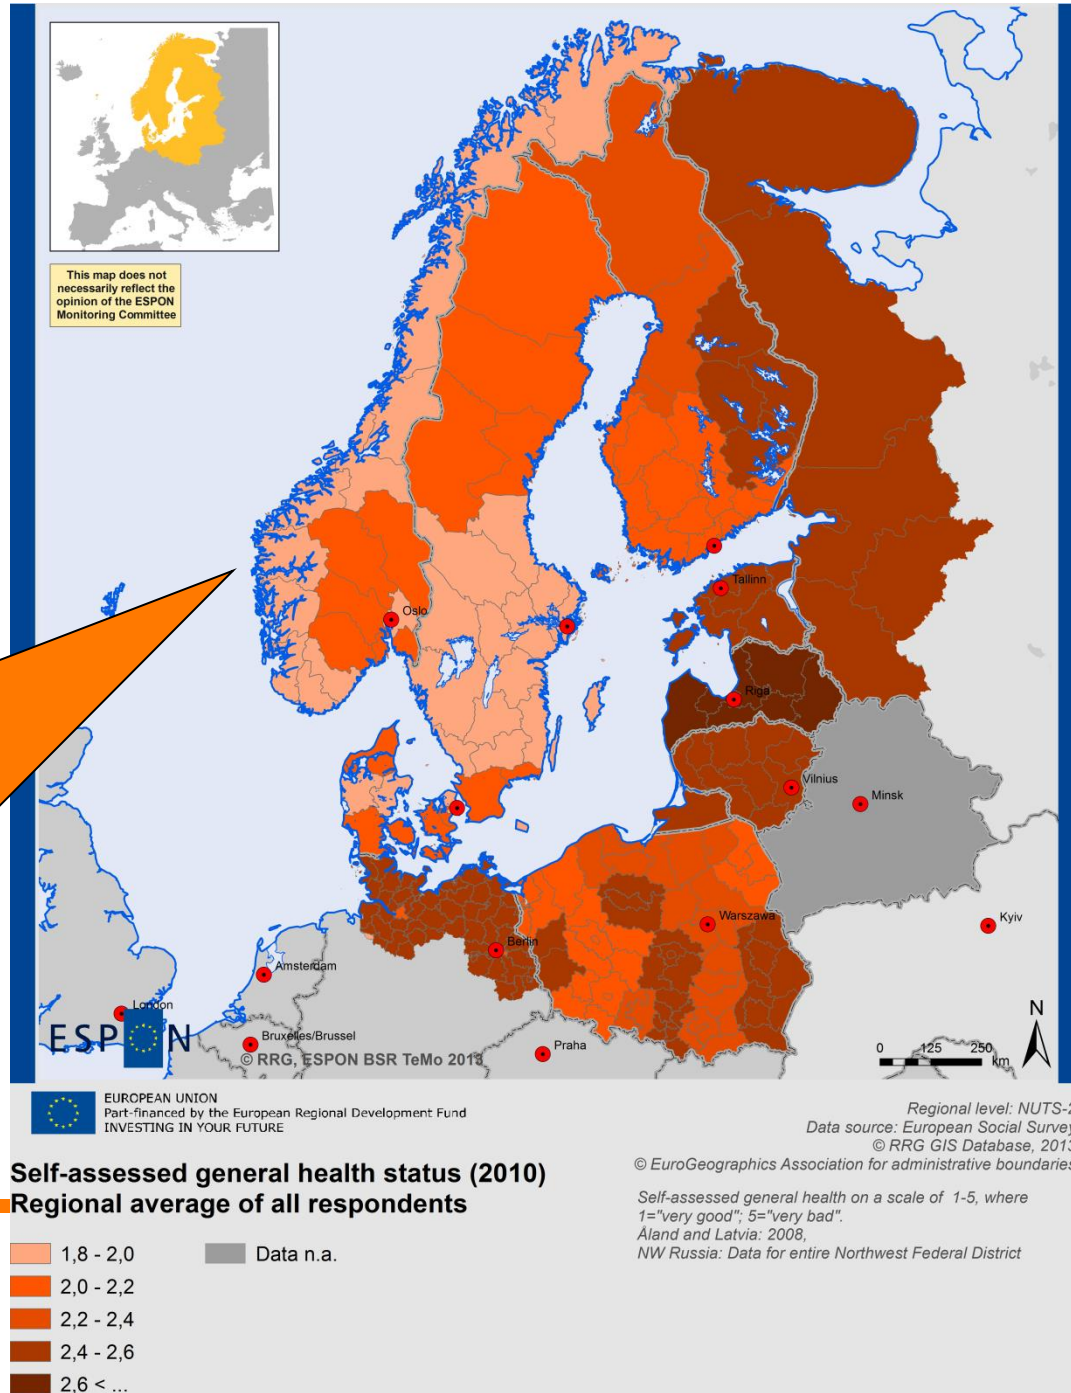 This map does not
necessarily reflect the
opinion of the ESPON
Monitoring Committee
Oslo
Tallinn
Riga
Vilnius
Minsk
Warszawa
Kyiv
Berlin
Amsterdam
London
Bruxelles/Brussel
Praha
ESPON
© RRG, ESPON BSR TeMo 2013
N
0 125 250
km
EUROPEAN UNION
Part-financed by the European Regional Development Fund
INVESTING IN YOUR FUTURE
Regional level: NUTS-2
Data source: European Social Survey
© RRG GIS Database, 2013
© EuroGeographics Association for administrative boundaries
Self-assessed general health status (2010)
Regional average of all respondents
Self-assessed general health on a scale of 1-5, where
1="very good"; 5="very bad".
Åland and Latvia: 2008,
NW Russia: Data for entire Northwest Federal District
1,8 - 2,0
Data n.a.
2,0 - 2,2
2,2 - 2,4
2,4 - 2,6
2,6 < ...